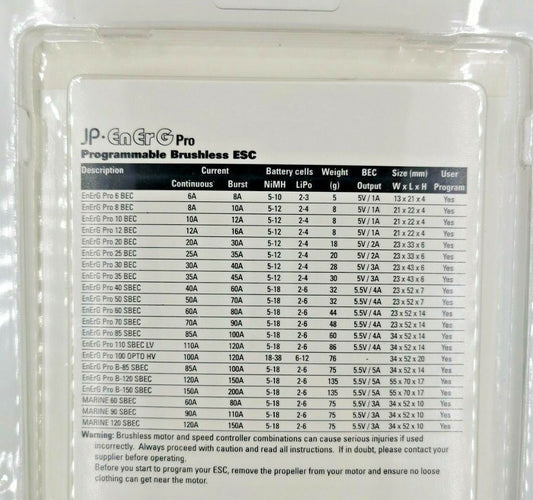 JP·EnErG Pro
Programmable Brushless ESC
Description Current Battery cells Weight BEC Size (mm) User
Continuous Burst NiMH LiPo (g) Output W x L x H Program
EnErG Pro 6 BEC 6A 8A 5-10 2-3 5 5V / 1A 13 x 21 x 4 Yes
EnErG Pro 8 BEC 8A 10A 5-12 2-4 8 5V / 1A 21 x 22 x 4 Yes
EnErG Pro 10 BEC 10A 12A 5-12 2-4 8 5V / 1A 21 x 22 x 4 Yes
EnErG Pro 12 BEC 12A 16A 5-12 2-4 8 5V / 1A 21 x 22 x 4 Yes
EnErG Pro 20 BEC 20A 30A 5-12 2-4 18 5V / 2A 23 x 33 x 6 Yes
EnErG Pro 25 BEC 25A 35A 5-12 2-4 20 5V / 2A 23 x 33 x 6 Yes
EnErG Pro 30 BEC 30A 40A 5-12 2-4 28 5V / 3A 23 x 43 x 6 Yes
EnErG Pro 35 BEC 35A 45A 5-12 2-4 30 5V / 3A 23 x 43 x 6 Yes
EnErG Pro 40 SBEC 40A 60A 5-18 2-6 32 5.5V / 4A 23 x 52 x 7 Yes
EnErG Pro 50 SBEC 50A 70A 5-18 2-6 32 5.5V / 4A 23 x 52 x 7 Yes
EnErG Pro 60 SBEC 60A 80A 5-18 2-6 44 5.5V / 4A 23 x 52 x 14 Yes
EnErG Pro 70 SBEC 70A 90A 5-18 2-6 48 5.5V / 4A 23 x 52 x 14 Yes
EnErG Pro 85 SBEC 85A 100A 5-18 2-6 60 5.5V / 4A 34 x 52 x 14 Yes
EnErG Pro 110 SBEC LV 110A 120A 5-18 2-6 86 5.5V / 4A 34 x 52 x 14 Yes
EnErG Pro 100 OPTO HV 100A 120A 18-38 6-12 76 - 34 x 52 x 20 Yes
EnErG Pro B-85 SBEC 85A 100A 5-18 2-6 75 5.5V / 5A 34 x 52 x 14 Yes
EnErG Pro B-120 SBEC 120A 150A 5-18 2-6 135 5.5V / 5A 55 x 70 x 17 Yes
EnErG Pro B-150 SBEC 150A 200A 5-18 2-6 135 5.5V / 5A 55 x 70 x 17 Yes
MARINE 60 SBEC 60A 80A 5-18 2-6 75 5.5V / 3A 34 x 52 x 10 Yes
MARINE 90 SBEC 90A 110A 5-18 2-6 75 5.5V / 3A 34 x 52 x 10 Yes
MARINE 120 SBEC 120A 150A 5-18 2-6 75 5.5V / 3A 34 x 52 x 10 Yes
Warning: Brushless motor and speed controller combinations can cause serious injuries if used
incorrectly. Always proceed with caution and read all instructions. If in doubt, please contact your
supplier before operating.
Before you start to program your ESC, remove the propeller from your motor and ensure no loose
clothing can get near the motor.